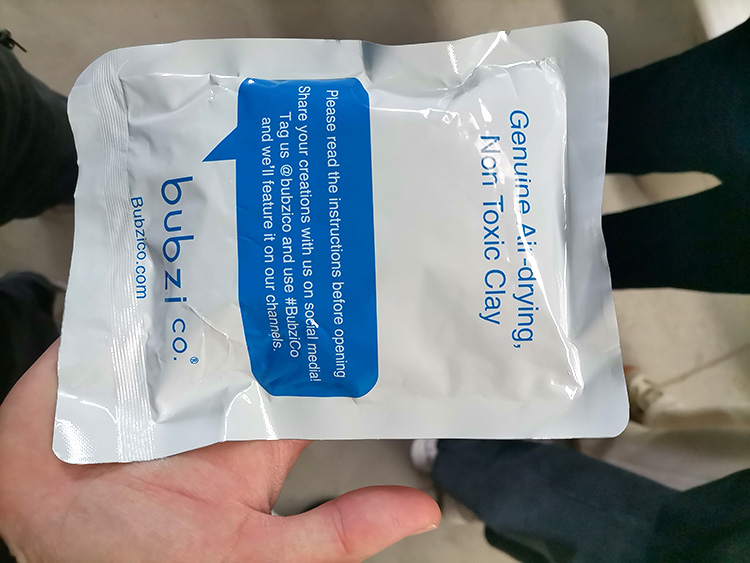 Genuine Air-drying,
Non Toxic Clay
Please read the instructions before opening
Share your creations with us on social media!
Tag us @bubzico and use #BubziCo
and we'll feature it on our channels.
bubzi co.®
Bubzico.com